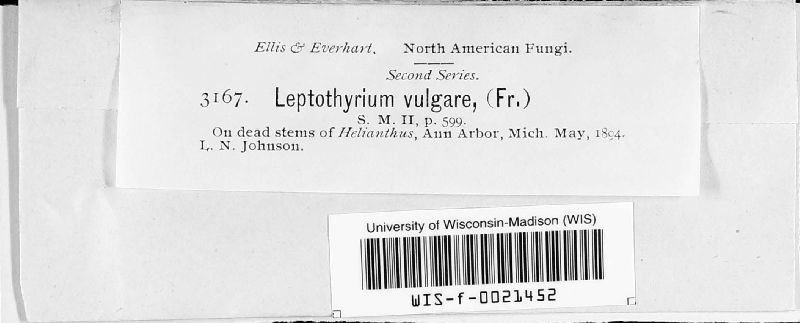 Ellis & Everhart. North American Fungi.
Second Series.
3167. Leptothyrium vulgare, (Fr.)
S. M. II, p. 599.
On dead stems of Helianthus, Ann Arbor, Mich. May, 1894.
L. N. Johnson.
University of Wisconsin-Madison (WIS)
WIS-f-0021452